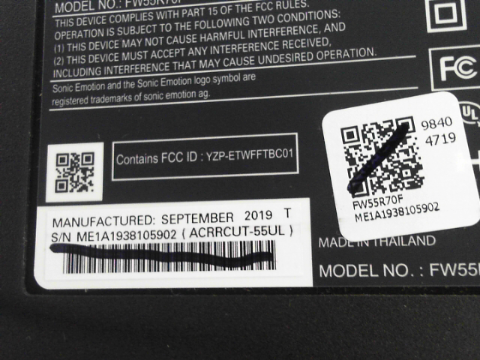 MODEL NO.: FW55R70F
THIS DEVICE COMPLIES WITH PART 15 OF THE FCC RULES.
OPERATION IS SUBJECT TO THE FOLLOWING TWO CONDITIONS:
(1) THIS DEVICE MAY NOT CAUSE HARMFUL INTERFERENCE, AND
(2) THIS DEVICE MUST ACCEPT ANY INTERFERENCE RECEIVED,
INCLUDING INTERFERENCE THAT MAY CAUSE UNDESIRED OPERATION.
Sonic Emotion and the Sonic Emotion logo symbol are
registered trademarks of sonic emotion ag.
FC
UL
Contains FCC ID : YZP-ETWFFTBC01
9840
4719
FW55R70F
ME1A1938105902
MANUFACTURED: SEPTEMBER 2019 T
S/N ME1A1938105902 ( ACRRCUT-55UL )
MADE IN THAILAND
MODEL NO. : FW55